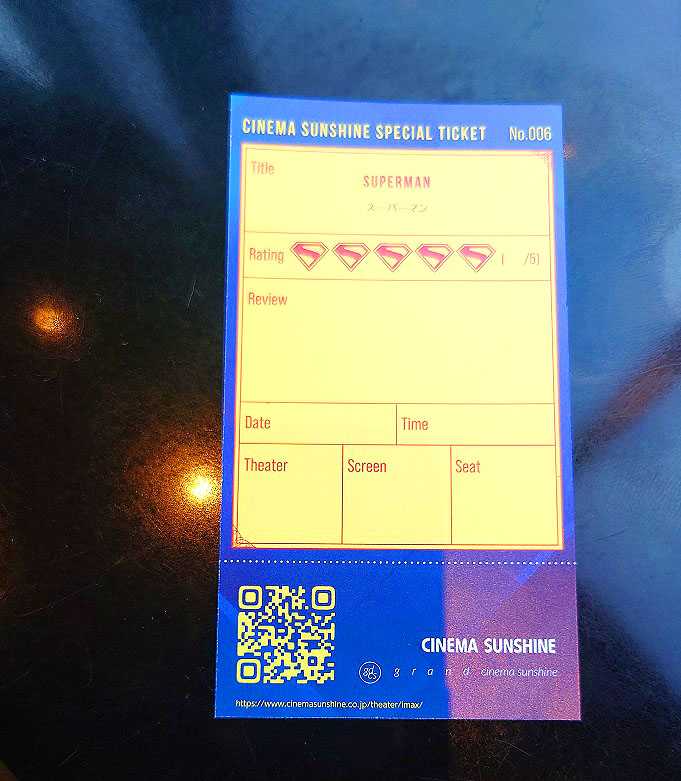 CINEMA SUNSHINE SPECIAL TICKET No.006
Title
SUPERMAN
スーパーマン
Rating ( /5)
Review
Date Time
Theater Screen Seat
CINEMA SUNSHINE
gdcs grand cinema sunshine
https://www.cinemasunshine.co.jp/theater/imax/